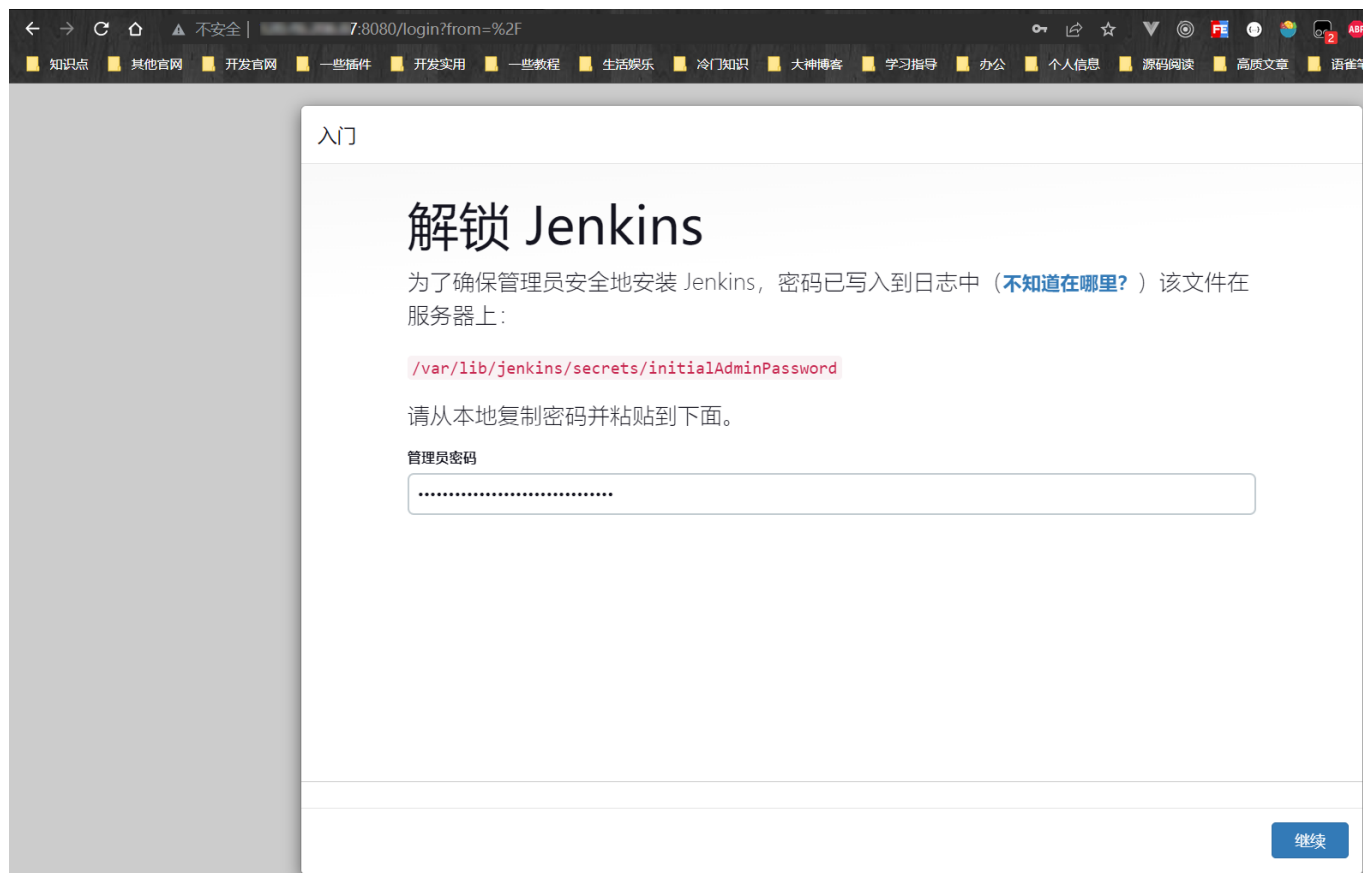 不安全 7:8080/login?from=%2F FE 2 ABP
知识点 其他官网 开发官网 一些插件 开发实用 一些教程 生活娱乐 冷门知识 大神博客 学习指导 办公 个人信息 源码阅读 高质文章 语雀
入门
解锁 Jenkins
为了确保管理员安全地安装 Jenkins，密码已写入到日志中（不知道在哪里？）该文件在
服务器上：
/var/lib/jenkins/secrets/initialAdminPassword
请从本地复制密码并粘贴到下面。
管理员密码
继续